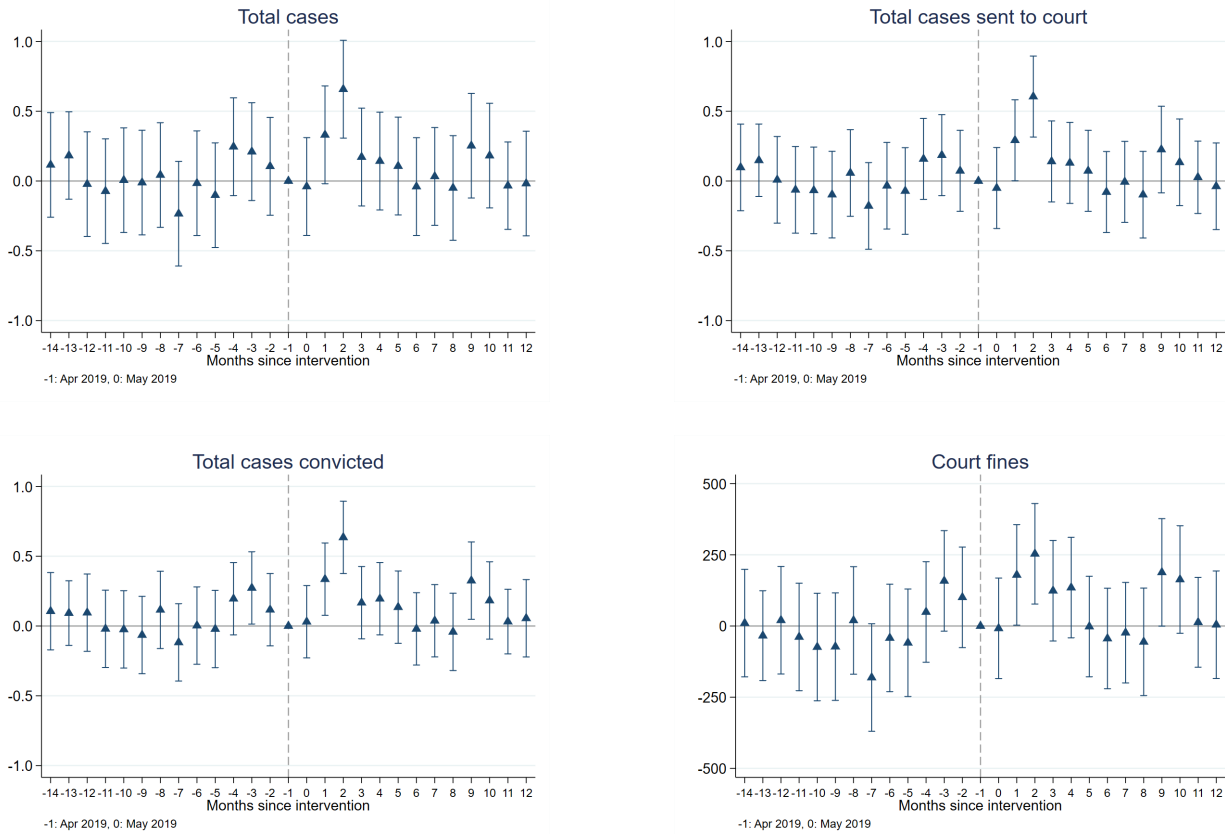 Total cases
1.0
0.5
0.0
-0.5
-1.0
-14 -13 -12 -11 -10 -9 -8 -7 -6 -5 -4 -3 -2 -1 0 1 2 3 4 5 6 7 8 9 10 11 12
Months since intervention
-1: Apr 2019, 0: May 2019
Total cases sent to court
1.0
0.5
0.0
-0.5
-1.0
-14 -13 -12 -11 -10 -9 -8 -7 -6 -5 -4 -3 -2 -1 0 1 2 3 4 5 6 7 8 9 10 11 12
Months since intervention
-1: Apr 2019, 0: May 2019
Total cases convicted
1.0
0.5
0.0
-0.5
-1.0
-14 -13 -12 -11 -10 -9 -8 -7 -6 -5 -4 -3 -2 -1 0 1 2 3 4 5 6 7 8 9 10 11 12
Months since intervention
-1: Apr 2019, 0: May 2019
Court fines
500
250
0
-250
-500
-14 -13 -12 -11 -10 -9 -8 -7 -6 -5 -4 -3 -2 -1 0 1 2 3 4 5 6 7 8 9 10 11 12
Months since intervention
-1: Apr 2019, 0: May 2019